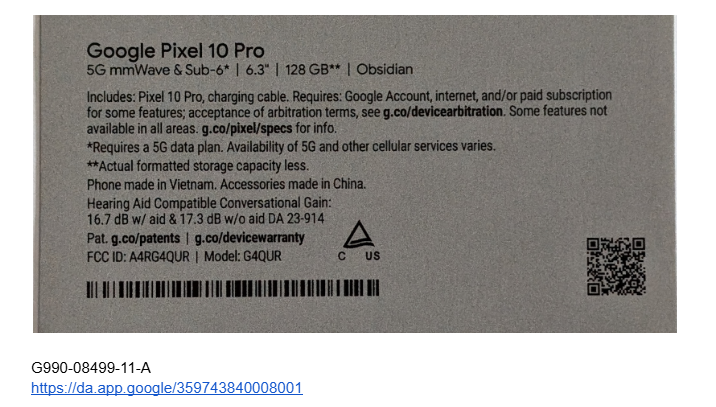 Google Pixel 10 Pro
5G mmWave & Sub-6* | 6.3" | 128 GB** | Obsidian
Includes: Pixel 10 Pro, charging cable. Requires: Google Account, internet, and/or paid subscription
for some features; acceptance of arbitration terms, see g.co/devicearbitration. Some features not
available in all areas. g.co/pixel/specs for info.
*Requires a 5G data plan. Availability of 5G and other cellular services varies.
**Actual formatted storage capacity less.
Phone made in Vietnam. Accessories made in China.
Hearing Aid Compatible Conversational Gain:
16.7 dB w/ aid & 17.3 dB w/o aid DA 23-914
Pat. g.co/patents | g.co/devicewarranty
FCC ID: A4RG4QUR | Model: G4QUR
C US
G990-08499-11-A
https://da.app.google/359743840008001